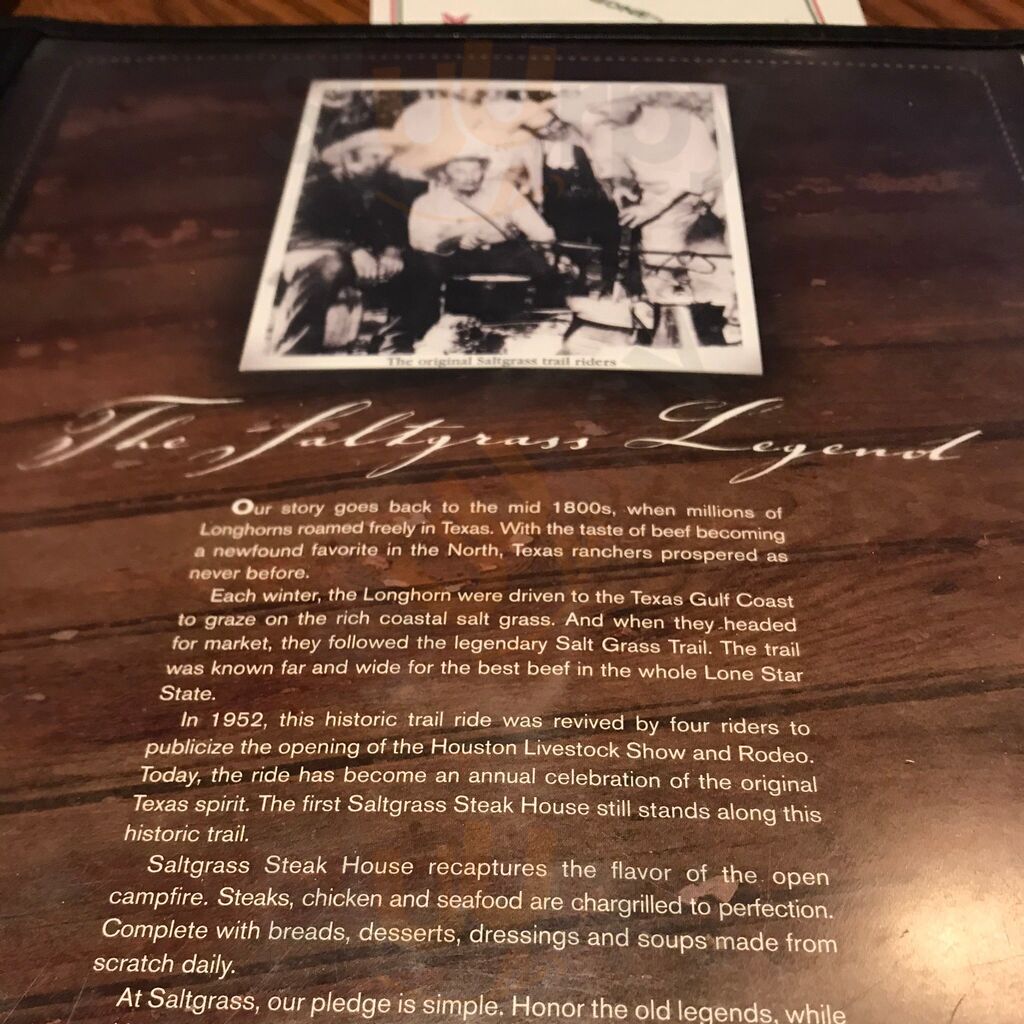 The original Saltgrass trail riders
The Saltgrass Legend
Our story goes back to the mid 1800s, when millions of
Longhorns roamed freely in Texas. With the taste of beef becoming
a newfound favorite in the North, Texas ranchers prospered as
never before.
Each winter, the Longhorn were driven to the Texas Gulf Coast
to graze on the rich coastal salt grass. And when they headed
for market, they followed the legendary Salt Grass Trail. The trail
was known far and wide for the best beef in the whole Lone Star
State.
In 1952, this historic trail ride was revived by four riders to
publicize the opening of the Houston Livestock Show and Rodeo.
Today, the ride has become an annual celebration of the original
Texas spirit. The first Saltgrass Steak House still stands along this
historic trail.
Saltgrass Steak House recaptures the flavor of the open
campfire. Steaks, chicken and seafood are chargrilled to perfection.
Complete with breads, desserts, dressings and soups made from
scratch daily.
At Saltgrass, our pledge is simple. Honor the old legends, while